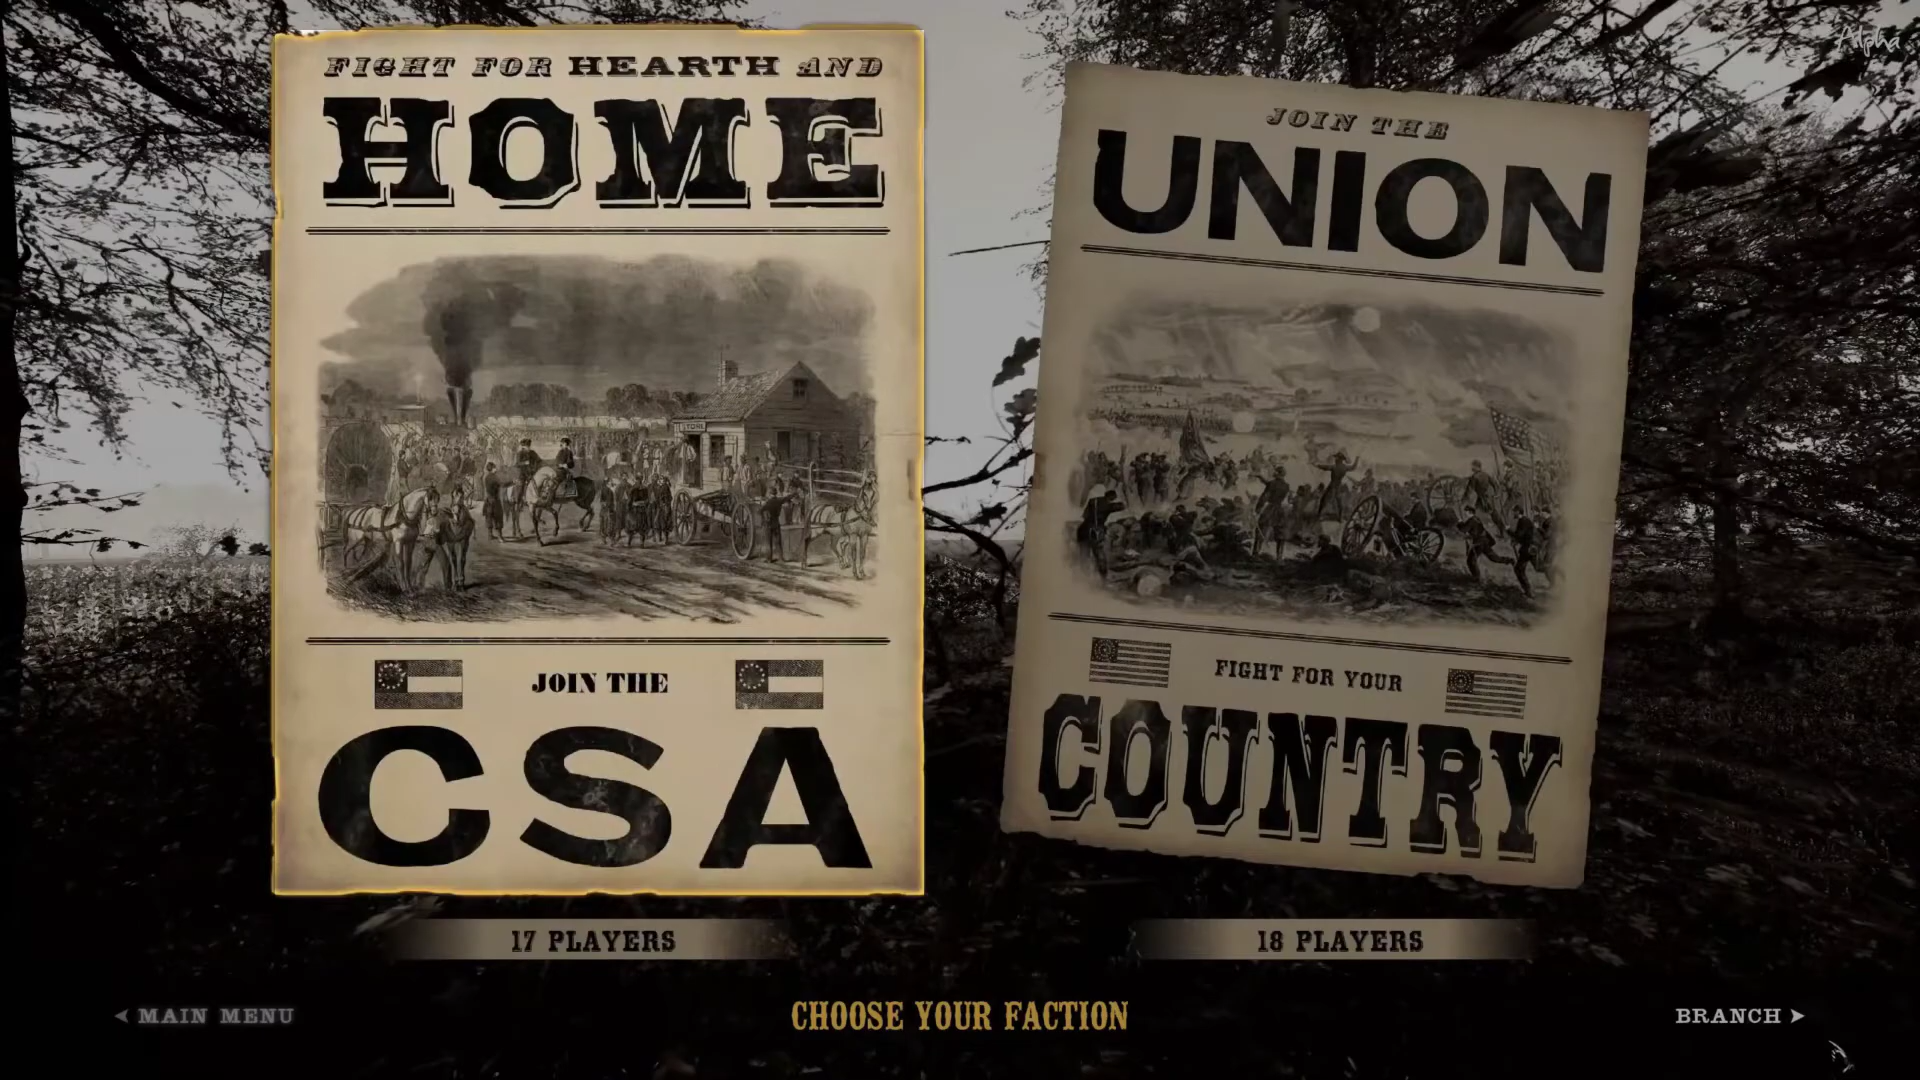 FIGHT FOR HEARTH AND
HOME
STORE
JOIN THE
CSA
17 PLAYERS
JOIN THE
UNION
FIGHT FOR YOUR
COUNTRY
18 PLAYERS
Alpha
MAIN MENU
CHOOSE YOUR FACTION
BRANCH